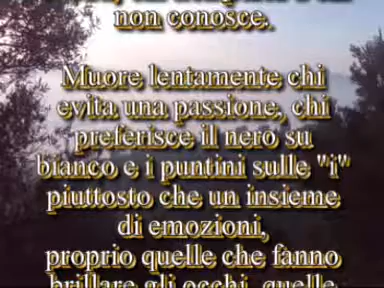 non conosce.
Muore lentamente chi
evita una passione, chi
preferisce il nero su
bianco e i puntini sulle "i"
piuttosto che un insieme
di emozioni,
proprio quelle che fanno
brillare gli occhi, quelle